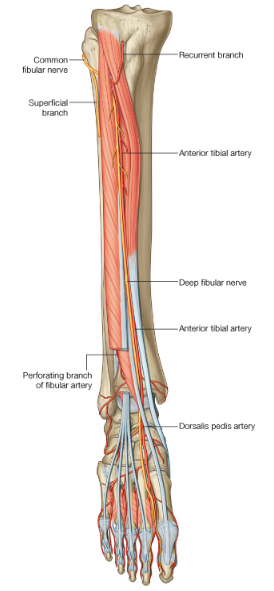 Common
fibular nerve
Recurrent branch
Superficial
branch
Anterior tibial artery
Deep fibular nerve
Anterior tibial artery
Perforating branch
of fibular artery
Dorsalis pedis artery